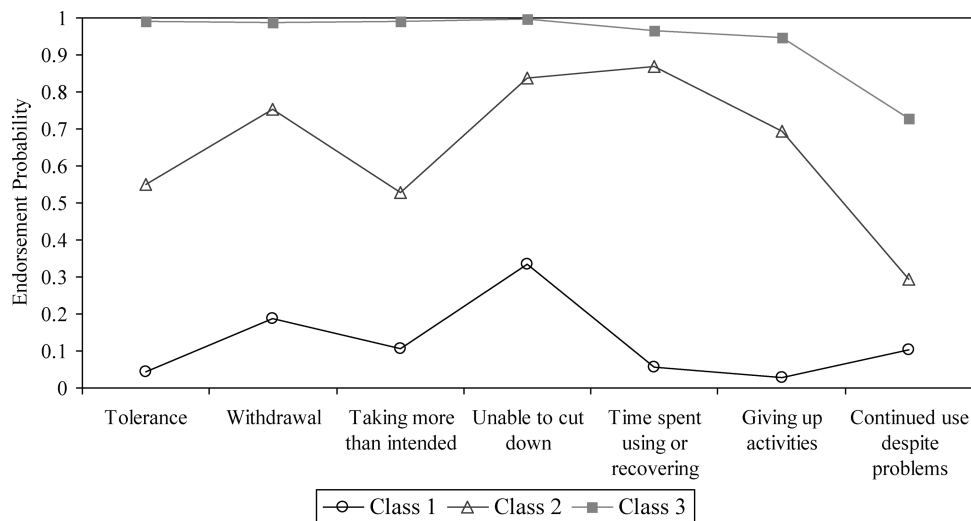 Endorsement Probability
1
0.9
0.8
0.7
0.6
0.5
0.4
0.3
0.2
0.1
0
Tolerance
Withdrawal
Taking more
than intended
Unable to cut
down
Time spent
using or
recovering
Giving up
activities
Continued use
despite
problems
Class 1
Class 2
Class 3